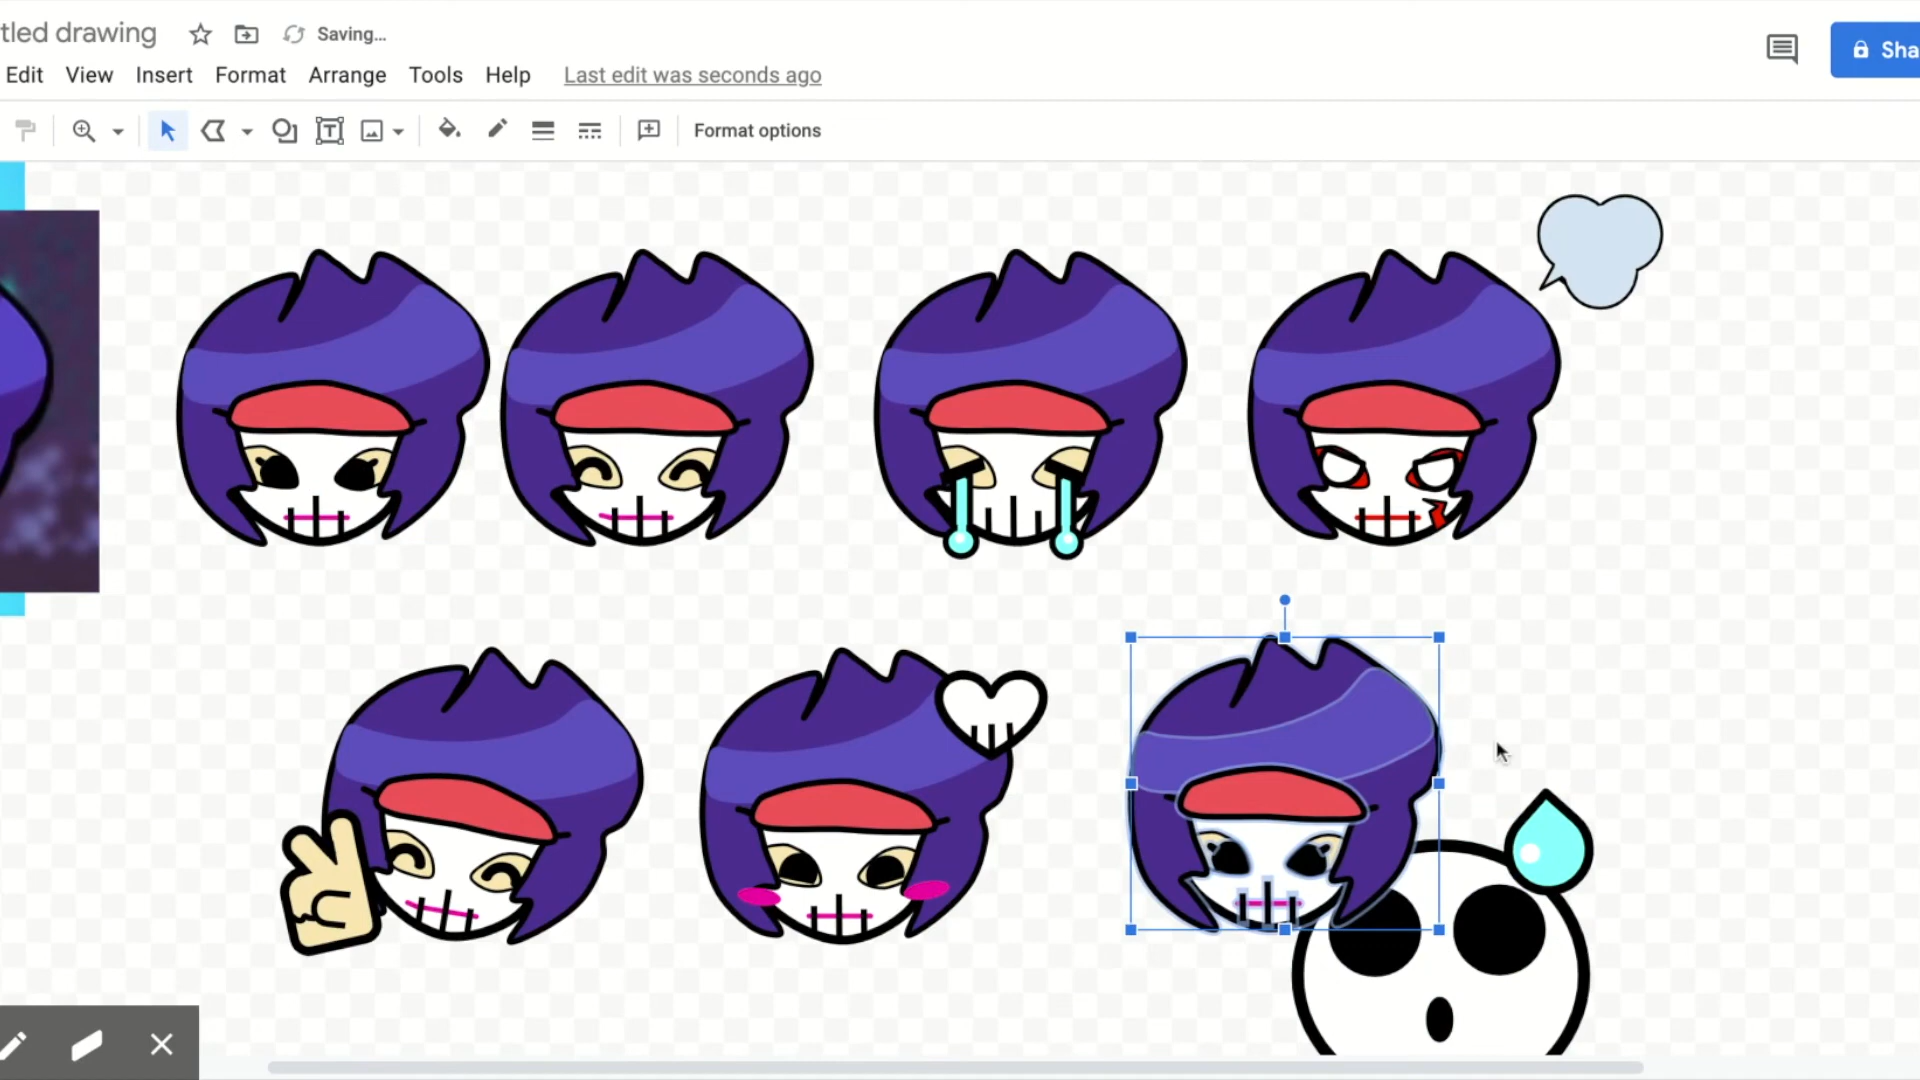 tled drawing Saving...
Edit View Insert Format Arrange Tools Help Last edit was seconds ago
Sha
Format options